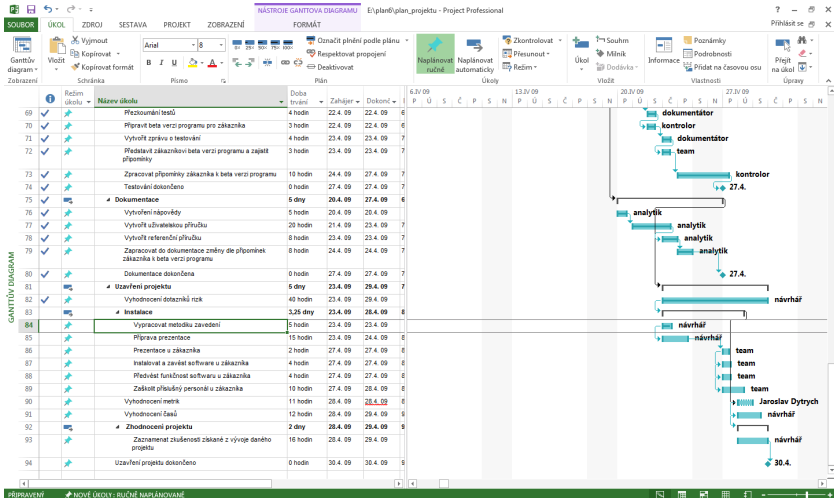 NÁSTROJE GANTTOVA DIAGRAMU
E:\plan6\plan_projektu - Project Professional
SOUBOR ÚKOL ZDROJ SESTAVA PROJEKT ZOBRAZENÍ FORMÁT
Přihlásit se
Ganttův diagram
Vložit
Vyjmout
Kopírovat
Kopírovat formát
Arial 8
B I U A
Označit plnění podle plánu
Respektovat propojení
Deaktivovat
Naplánovat ručně
Naplánovat automaticky
Zkontrolovat
Přesunout
Režim
Úkol
Souhrn
Milník
Dodávka
Informace
Poznámky
Podrobnosti
Přidat na časovou osu
Přejít na úkol
Zobrazení Schránka Písmo Plán Úkoly Vložit Vlastnosti Úpravy
Režim úkolu Název úkolu Doba trvání Zahájer Dokonč
6.IV 09 13.IV 09 20.IV 09 27.IV 09
P Ú S Č P S N P Ú S Č P S N P Ú S Č P S N P Ú S Č P S N
69 Přezkoumání testů 4 hodin 22.4. 09 22.4. 09 dokumentátor
70 Připravit beta verzi programu pro zákazníka 3 hodin 22.4. 09 22.4. 09 kontrolor
71 Vytvořit zprávu o testování 4 hodin 23.4. 09 23.4. 09 dokumentátor
72 Představit zákazníkovi beta verzi programu a zajistit připomínky 3 hodin 23.4. 09 23.4. 09 team
73 Zpracovat připomínky zákazníka k beta verzi programu 10 hodin 24.4. 09 27.4. 09 kontrolor
74 Testování dokončeno 0 hodin 27.4. 09 27.4. 09 27.4.
75 Dokumentace 5 dny 20.4. 09 27.4. 09
76 Vytvoření nápovědy 5 hodin 20.4. 09 20.4. 09 analytik
77 Vytvořit uživatelskou příručku 20 hodin 21.4. 09 23.4. 09 analytik
78 Vytvořit referenční příručku 8 hodin 23.4. 09 23.4. 09 analytik
79 Zapracovat do dokumentace změny dle připomínek zákazníka k beta verzi programu 8 hodin 24.4. 09 24.4. 09 analytik
80 Dokumentace dokončena 0 hodin 27.4. 09 27.4. 09 27.4.
81 Uzavření projektu 5 dny 23.4. 09 29.4. 09
82 Vyhodnocení dotazníků rizik 40 hodin 23.4. 09 29.4. 09 návrhář
83 Instalace 3,25 dny 23.4. 09 28.4. 09
84 Vypracovat metodiku zavedení 5 hodin 23.4. 09 23.4. 09 návrhář
85 Příprava prezentace 15 hodin 23.4. 09 24.4. 09 návrhář
86 Prezentace u zákazníka 2 hodin 27.4. 09 27.4. 09 team
87 Instalovat a zavést software u zákazníka 4 hodin 27.4. 09 27.4. 09 team
88 Předvést funkčnost softwaru u zákazníka 4 hodin 27.4. 09 27.4. 09 team
89 Zaškolit příslušný personál u zákazníka 10 hodin 27.4. 09 28.4. 09 team
90 Vyhodnocení metrik 11 hodin 28.4. 09 28.4. 09 Jaroslav Dytrych
91 Vyhodnocení časů 12 hodin 28.4. 09 29.4. 09 návrhář
92 Zhodnocení projektu 2 dny 28.4. 09 29.4. 09
93 Zaznamenat zkušenosti získané z vývoje daného projektu 16 hodin 28.4. 09 29.4. 09 návrhář
94 Uzavření projektu dokončeno 0 hodin 30.4. 09 30.4. 09 30.4.
GANTTŮV DIAGRAM
PŘIPRAVENÝ NOVÉ ÚKOLY : RUČNĚ NAPLÁNOVANÉ